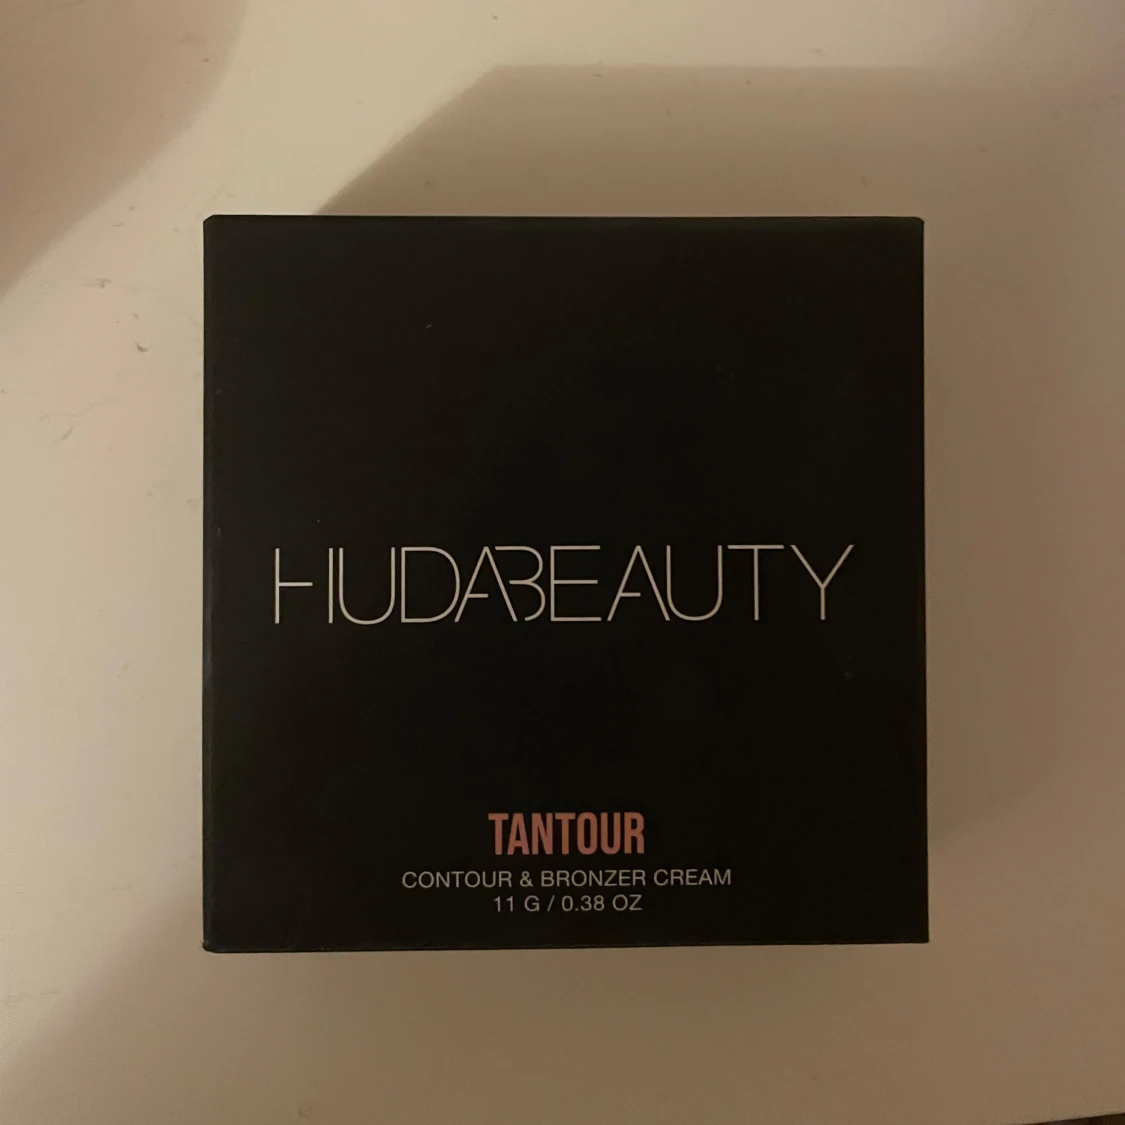 HUDABEAUTY
TANTOUR
CONTOUR & BRONZER CREAM
11 G / 0.38 OZ